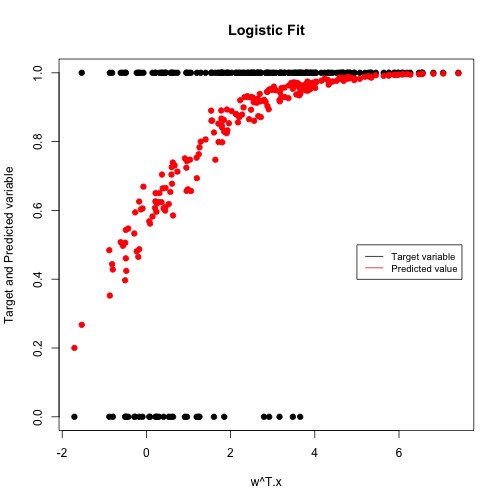 Logistic Fit
Target and Predicted variable
1.0
0.8
0.6
0.4
0.2
0.0
Target variable
Predicted value
-2
0
2
4
6
w^T.x